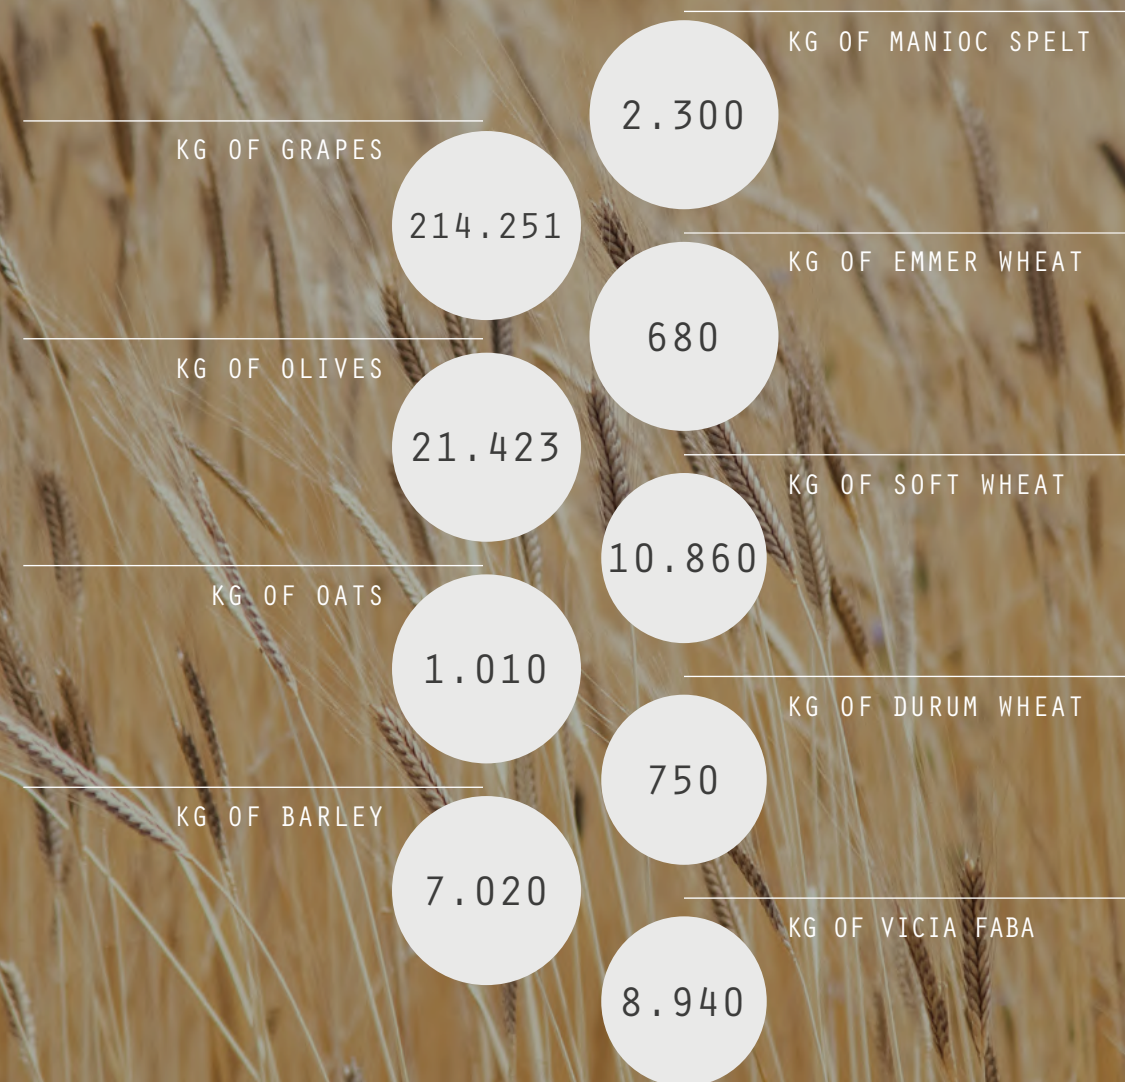 KG OF MANIOC SPELT
2.300
KG OF GRAPES
214.251
KG OF EMMER WHEAT
680
KG OF OLIVES
21.423
KG OF SOFT WHEAT
10.860
KG OF OATS
1.010
KG OF DURUM WHEAT
750
KG OF BARLEY
7.020
KG OF VICIA FABA
8.940